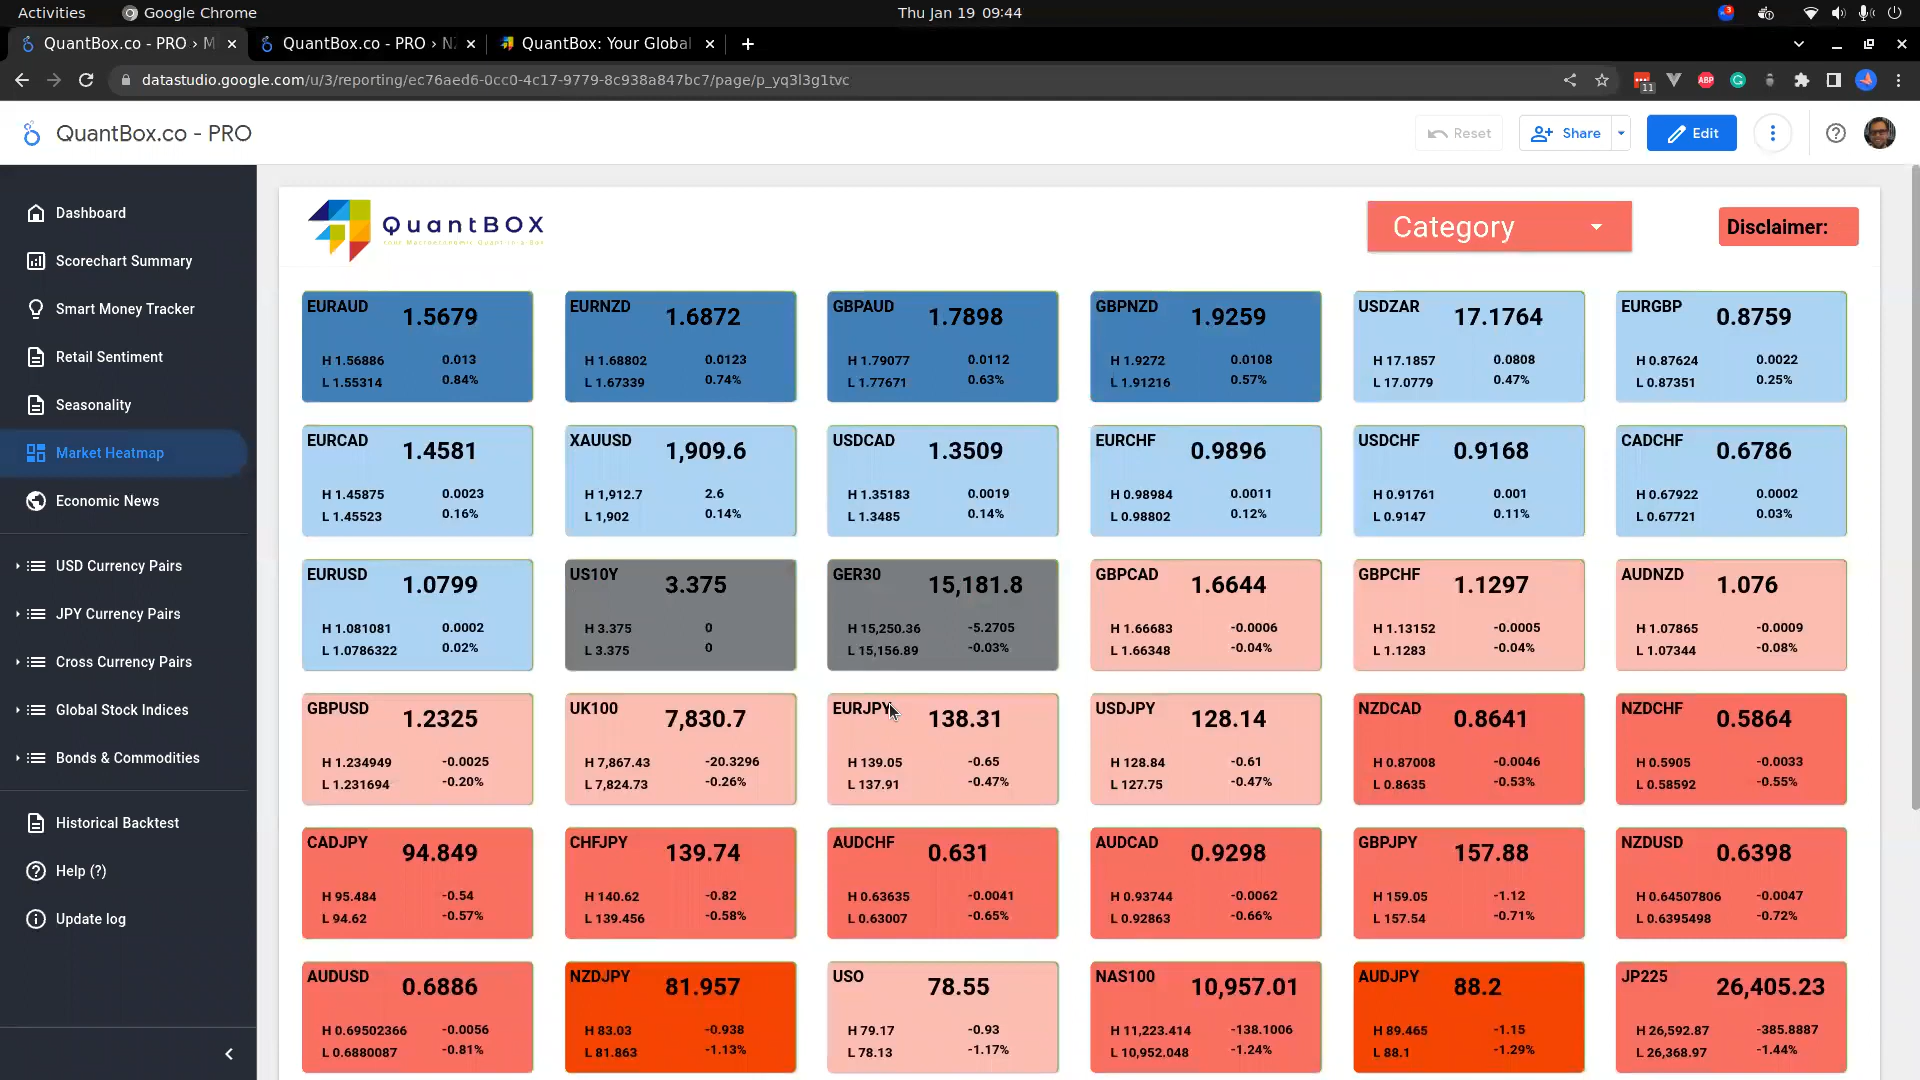 Activities
Google Chrome
Thu Jan 19 09:44
3
QuantBox.co - PRO › M
QuantBox.co - PRO › NZ
QuantBox: Your Global
datastudio.google.com/u/3/reporting/ec76aed6-0cc0-4c17-9779-8c938a847bc7/page/p_yq3l3g1tvc
11
ABP
QuantBox.co - PRO
Reset
Share
Edit
Dashboard
Scorechart Summary
Smart Money Tracker
Retail Sentiment
Seasonality
Market Heatmap
Economic News
USD Currency Pairs
JPY Currency Pairs
Cross Currency Pairs
Global Stock Indices
Bonds & Commodities
Historical Backtest
Help (?)
Update log
QuantBOX
Your Macroeconomic Quant-in-a-Box
Category
Disclaimer:
EURAUD 1.5679
H 1.56886 0.013
L 1.55314 0.84%
EURNZD 1.6872
H 1.68802 0.0123
L 1.67339 0.74%
GBPAUD 1.7898
H 1.79077 0.0112
L 1.77671 0.63%
GBPNZD 1.9259
H 1.9272 0.0108
L 1.91216 0.57%
USDZAR 17.1764
H 17.1857 0.0808
L 17.0779 0.47%
EURGBP 0.8759
H 0.87624 0.0022
L 0.87351 0.25%
EURCAD 1.4581
H 1.45875 0.0023
L 1.45523 0.16%
XAUUSD 1,909.6
H 1,912.7 2.6
L 1,902 0.14%
USDCAD 1.3509
H 1.35183 0.0019
L 1.3485 0.14%
EURCHF 0.9896
H 0.98984 0.0011
L 0.98802 0.12%
USDCHF 0.9168
H 0.91761 0.001
L 0.9147 0.11%
CADCHF 0.6786
H 0.67922 0.0002
L 0.67721 0.03%
EURUSD 1.0799
H 1.081081 0.0002
L 1.0786322 0.02%
US10Y 3.375
H 3.375 0
L 3.375 0
GER30 15,181.8
H 15,250.36 -5.2705
L 15,156.89 -0.03%
GBPCAD 1.6644
H 1.66683 -0.0006
L 1.66348 -0.04%
GBPCHF 1.1297
H 1.13152 -0.0005
L 1.1283 -0.04%
AUDNZD 1.076
H 1.07865 -0.0009
L 1.07344 -0.08%
GBPUSD 1.2325
H 1.234949 -0.0025
L 1.231694 -0.20%
UK100 7,830.7
H 7,867.43 -20.3296
L 7,824.73 -0.26%
EURJPY 138.31
H 139.05 -0.65
L 137.91 -0.47%
USDJPY 128.14
H 128.84 -0.61
L 127.75 -0.47%
NZDCAD 0.8641
H 0.87008 -0.0046
L 0.8635 -0.53%
NZDCHF 0.5864
H 0.5905 -0.0033
L 0.58592 -0.55%
CADJPY 94.849
H 95.484 -0.54
L 94.62 -0.57%
CHFJPY 139.74
H 140.62 -0.82
L 139.456 -0.58%
AUDCHF 0.631
H 0.63635 -0.0041
L 0.63007 -0.65%
AUDCAD 0.9298
H 0.93744 -0.0062
L 0.92863 -0.66%
GBPJPY 157.88
H 159.05 -1.12
L 157.54 -0.71%
NZDUSD 0.6398
H 0.64507806 -0.0047
L 0.6395498 -0.72%
AUDUSD 0.6886
H 0.69502366 -0.0056
L 0.6880087 -0.81%
NZDJPY 81.957
H 83.03 -0.938
L 81.863 -1.13%
USO 78.55
H 79.17 -0.93
L 78.13 -1.17%
NAS100 10,957.01
H 11,223.414 -138.1006
L 10,952.048 -1.24%
AUDJPY 88.2
H 89.465 -1.15
L 88.1 -1.29%
JP225 26,405.23
H 26,592.87 -385.8887
L 26,368.97 -1.44%